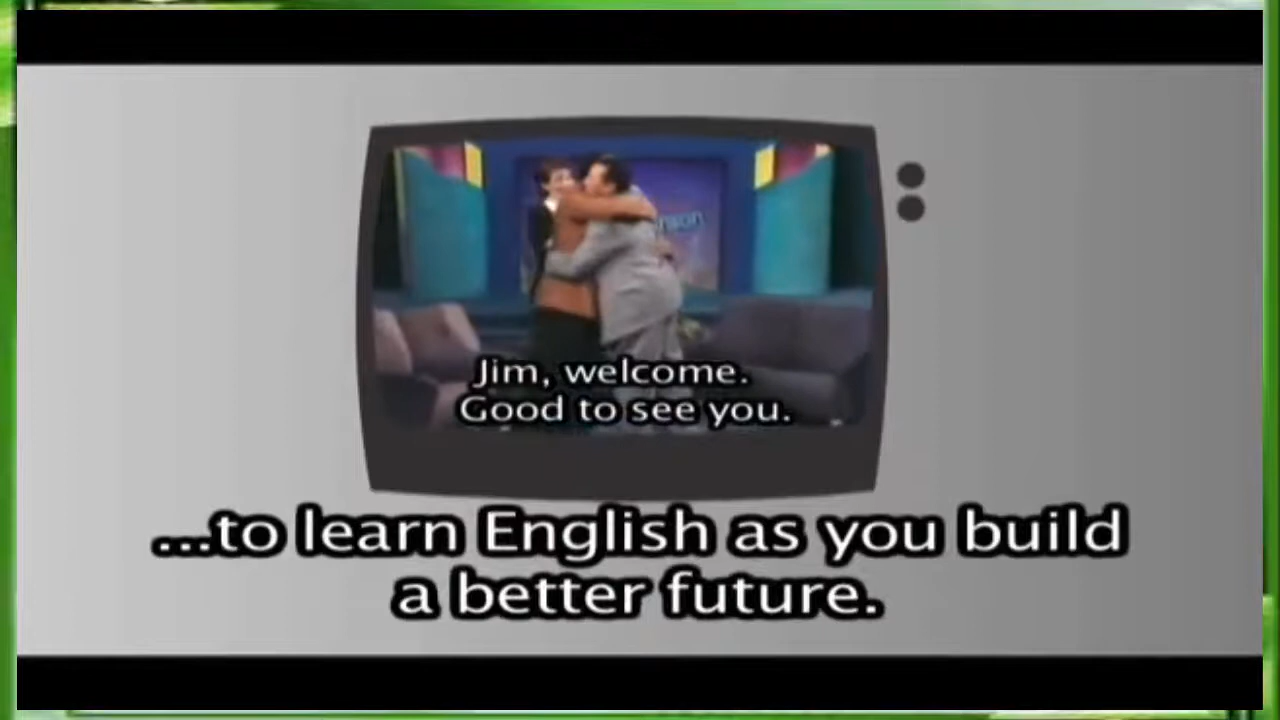 Jim, welcome.
Good to see you.
...to learn English as you build
a better future.